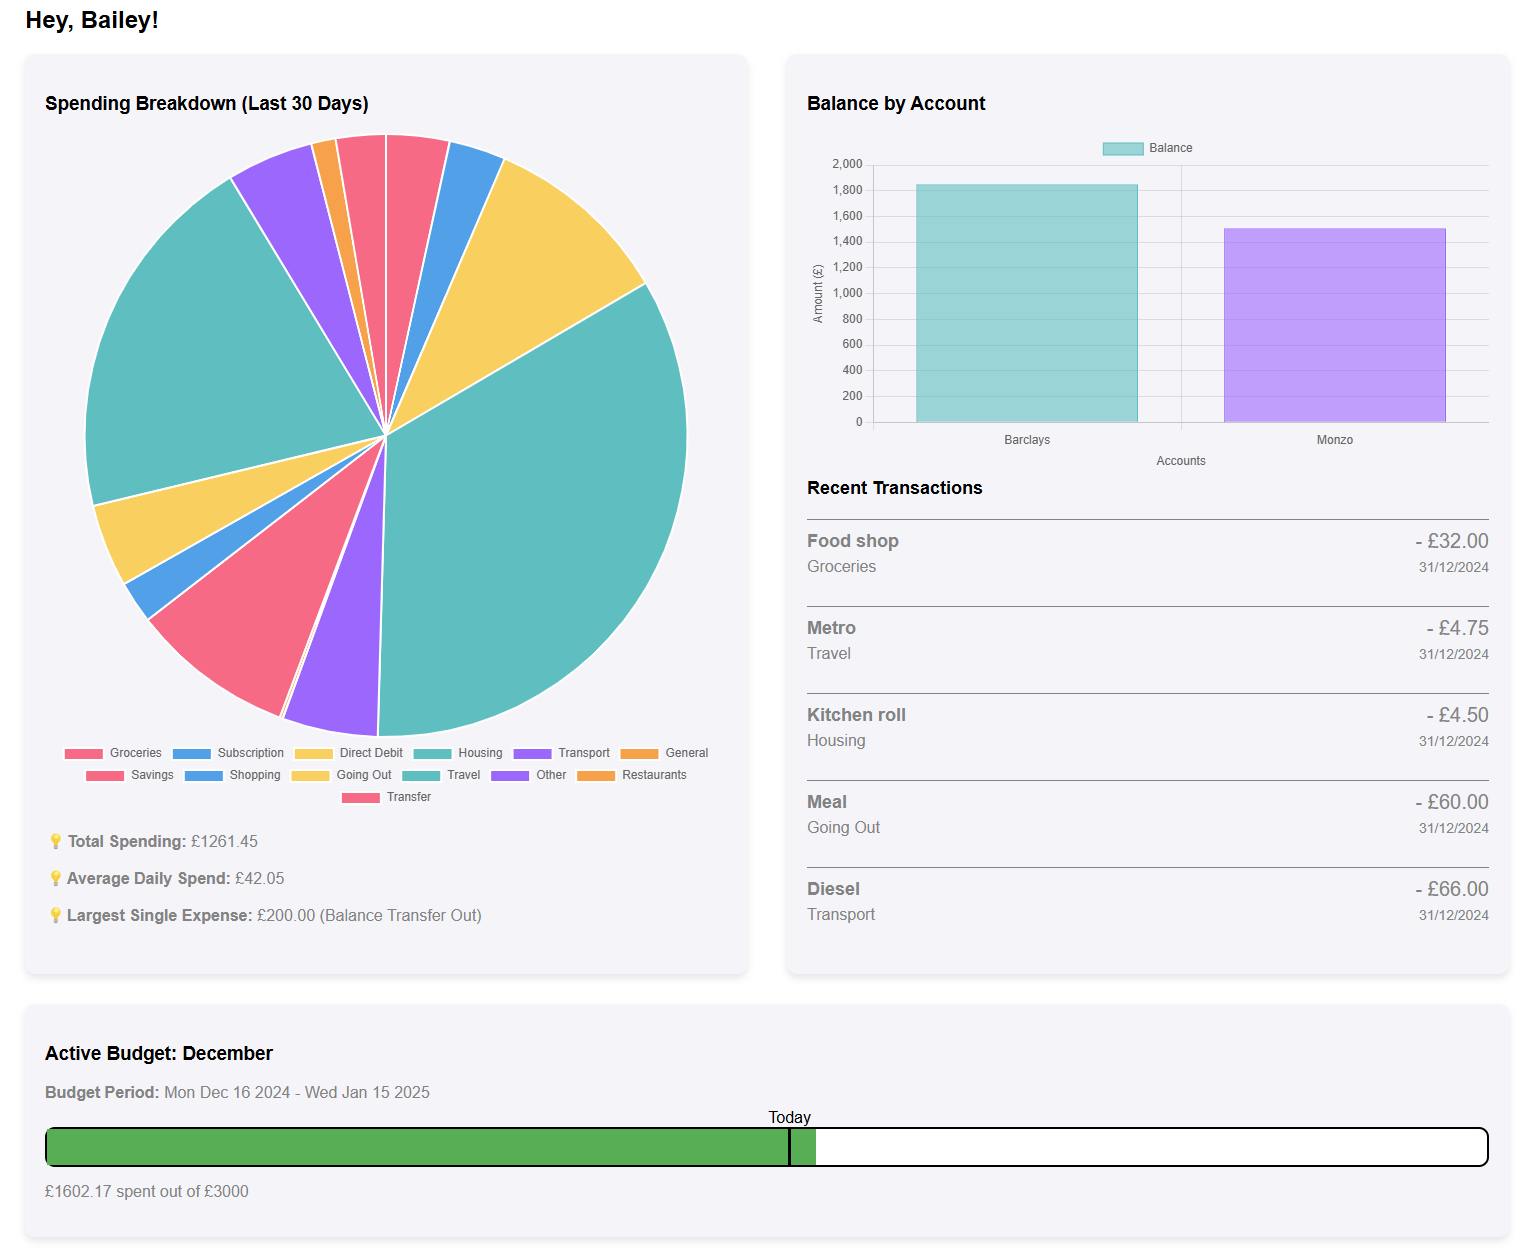 Hey, Bailey!
Spending Breakdown (Last 30 Days)
Groceries Subscription Direct Debit Housing Transport General
Savings Shopping Going Out Travel Other Restaurants
Transfer
💡 Total Spending: £1261.45
💡 Average Daily Spend: £42.05
💡 Largest Single Expense: £200.00 (Balance Transfer Out)
Balance by Account
Balance
2,000
1,800
1,600
1,400
1,200
1,000
800
600
400
200
0
Amount (£)
Barclays Monzo
Accounts
Recent Transactions
Food shop - £32.00
Groceries 31/12/2024
Metro - £4.75
Travel 31/12/2024
Kitchen roll - £4.50
Housing 31/12/2024
Meal - £60.00
Going Out 31/12/2024
Diesel - £66.00
Transport 31/12/2024
Active Budget: December
Budget Period: Mon Dec 16 2024 - Wed Jan 15 2025
Today
£1602.17 spent out of £3000